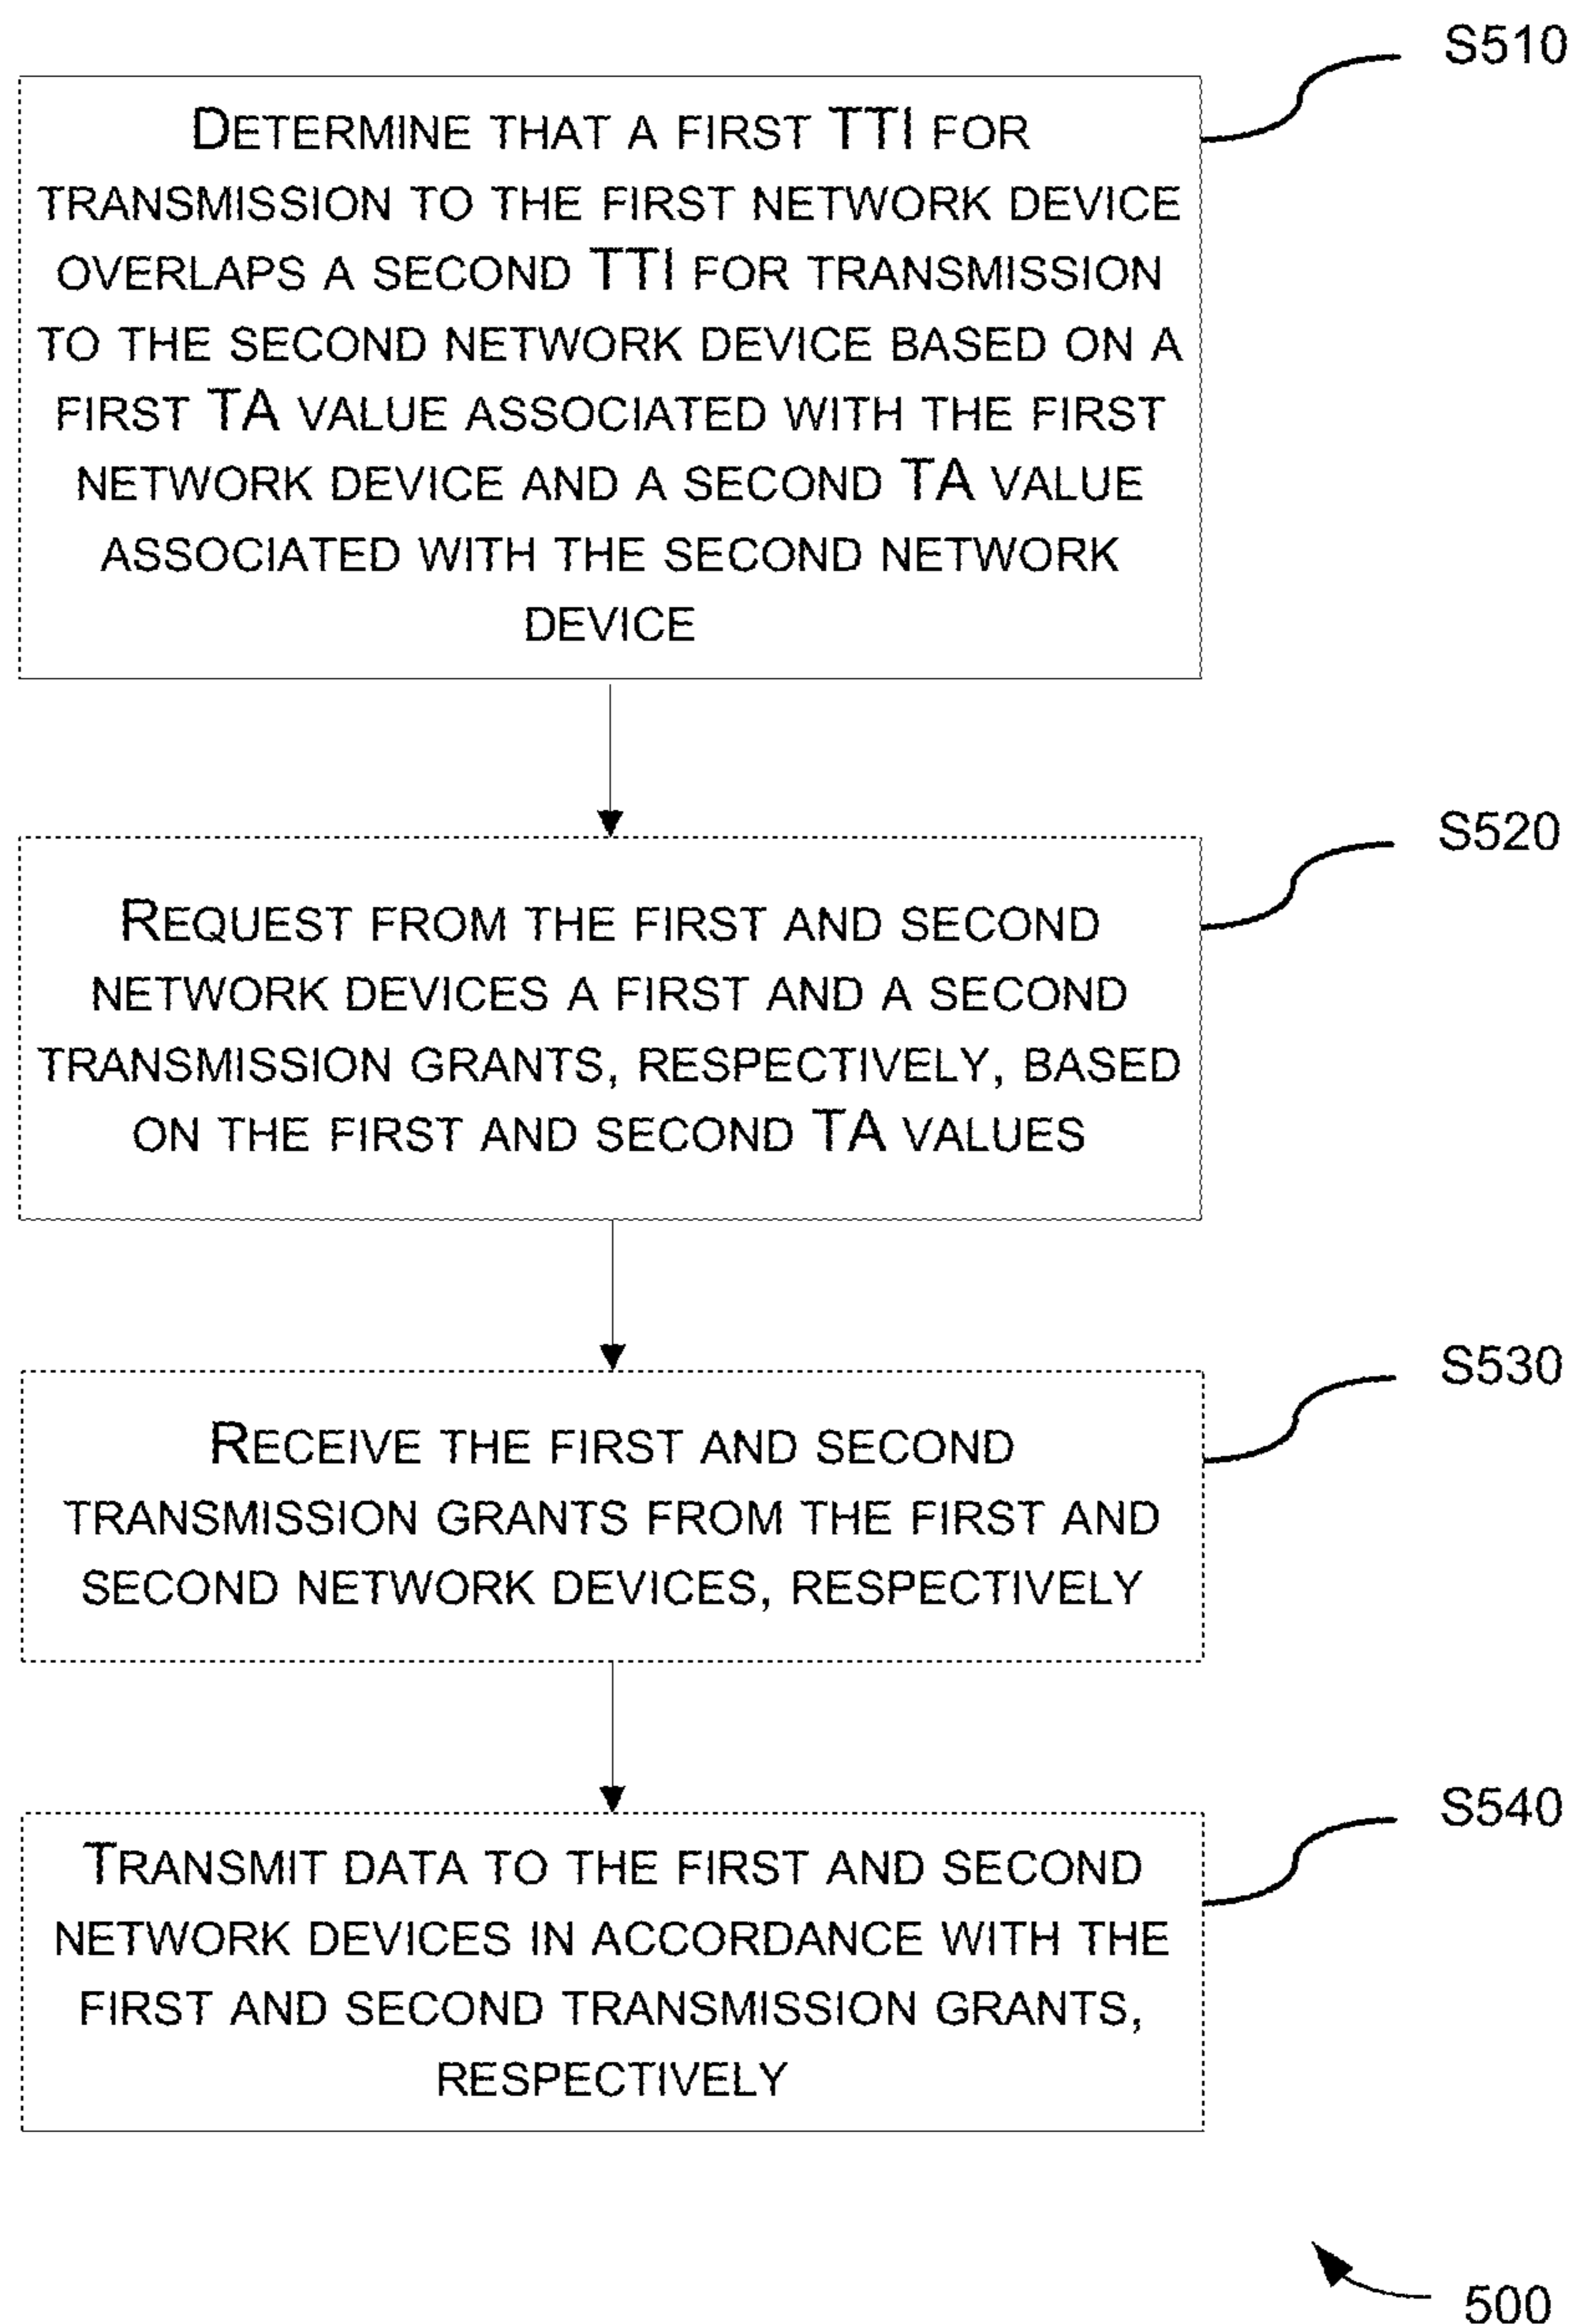 S510
DETERMINE THAT A FIRST TTI FOR
TRANSMISSION TO THE FIRST NETWORK DEVICE
OVERLAPS A SECOND TTI FOR TRANSMISSION
TO THE SECOND NETWORK DEVICE BASED ON A
FIRST TA VALUE ASSOCIATED WITH THE FIRST
NETWORK DEVICE AND A SECOND TA VALUE
ASSOCIATED WITH THE SECOND NETWORK
DEVICE
S520
REQUEST FROM THE FIRST AND SECOND
NETWORK DEVICES A FIRST AND A SECOND
TRANSMISSION GRANTS, RESPECTIVELY, BASED
ON THE FIRST AND SECOND TA VALUES
S530
RECEIVE THE FIRST AND SECOND
TRANSMISSION GRANTS FROM THE FIRST AND
SECOND NETWORK DEVICES, RESPECTIVELY
S540
TRANSMIT DATA TO THE FIRST AND SECOND
NETWORK DEVICES IN ACCORDANCE WITH THE
FIRST AND SECOND TRANSMISSION GRANTS,
RESPECTIVELY
500